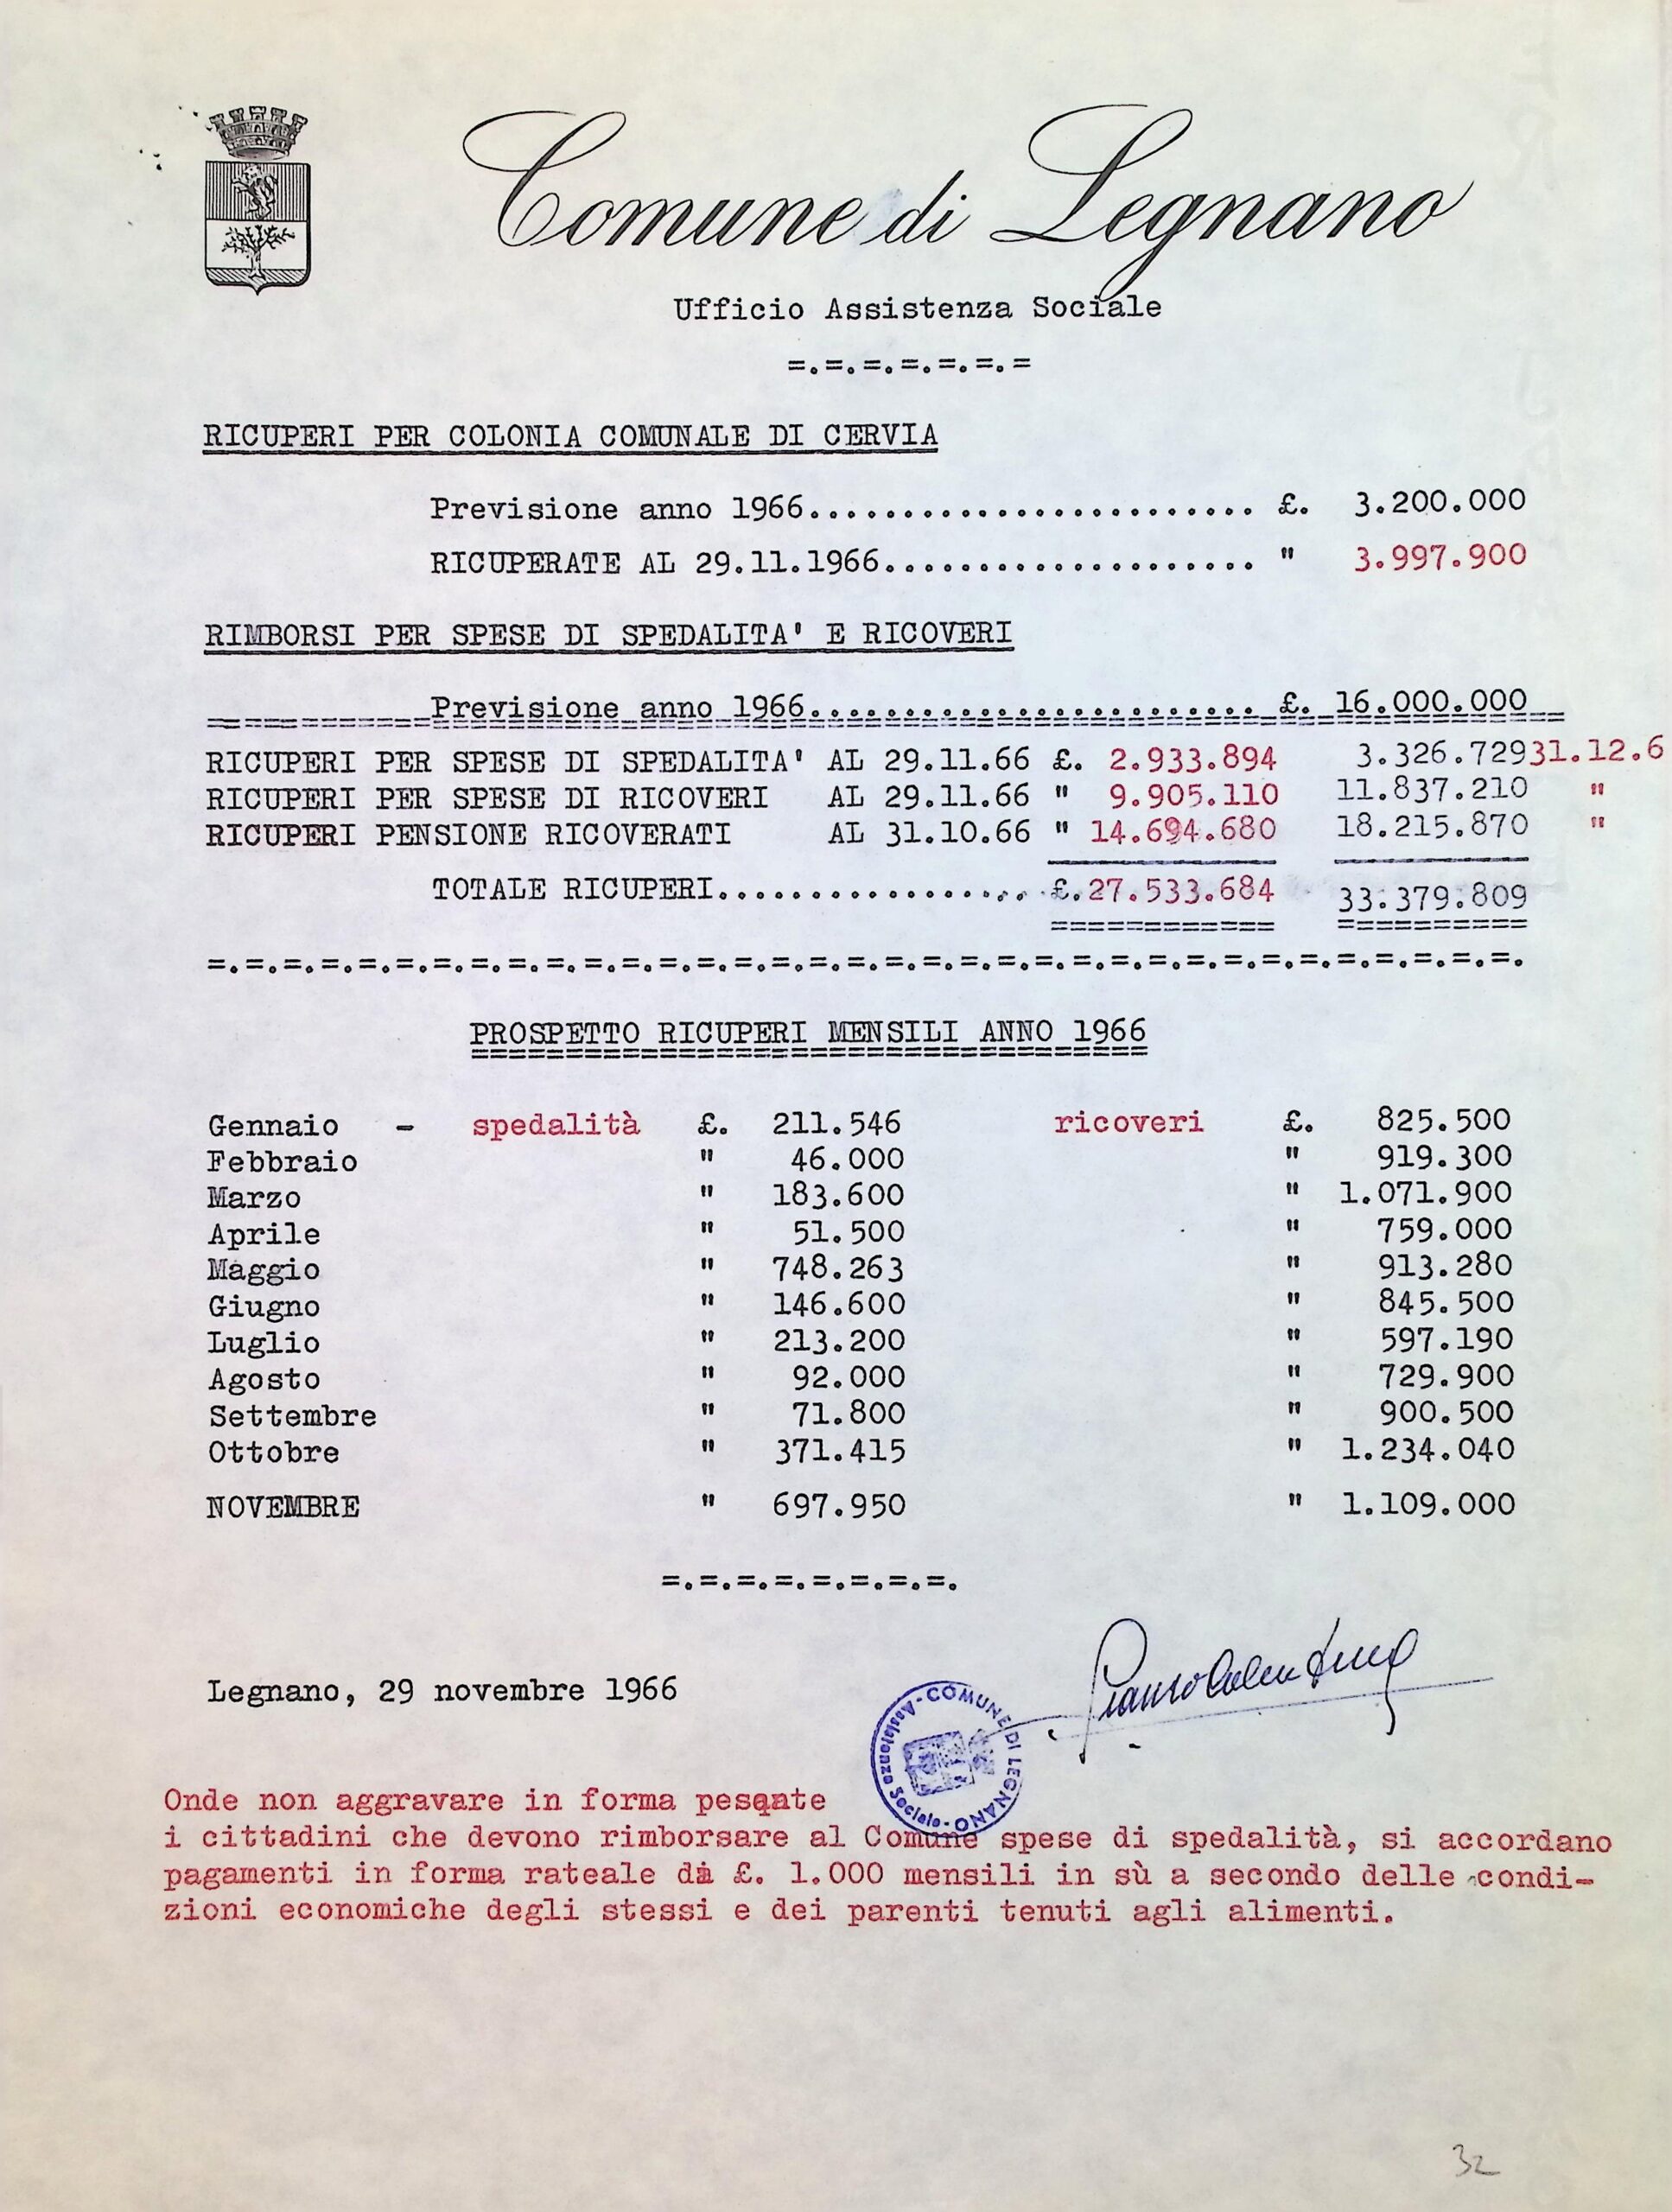 Comune di Legnano
Ufficio Assistenza Sociale
=.=.=.=.=.=.=
RICUPERI PER COLONIA COMUNALE DI CERVIA
Previsione anno 1966........................ £. 3.200.000
RICUPERATE AL 29.11.1966.................... " 3.997.900
RIMBORSI PER SPESE DI SPEDALITA' E RICOVERI
Previsione anno 1966........................ £. 16.000.000
RICUPERI PER SPESE DI SPEDALITA' AL 29.11.66 £. 2.933.894 3.326.729 31.12.6
RICUPERI PER SPESE DI RICOVERI AL 29.11.66 " 9.905.110 11.837.210 "
RICUPERI PENSIONE RICOVERATI AL 31.10.66 " 14.694.680 18.215.870 "
TOTALE RICUPERI................. £.27.533.684 33.379.809
============ ==========
=.=.=.=.=.=.=.=.=.=.=.=.=.=.=.=.=.=.=.=.=.=.=.=.=.=.=.=.=.=.=.=.=.=.=.
PROSPETTO RICUPERI MENSILI ANNO 1966
====================================
Gennaio - spedalità £. 211.546 ricoveri £. 825.500
Febbraio " 46.000 " 919.300
Marzo " 183.600 " 1.071.900
Aprile " 51.500 " 759.000
Maggio " 748.263 " 913.280
Giugno " 146.600 " 845.500
Luglio " 213.200 " 597.190
Agosto " 92.000 " 729.900
Settembre " 71.800 " 900.500
Ottobre " 371.415 " 1.234.040
NOVEMBRE " 697.950 " 1.109.000
=.=.=.=.=.=.=.=.
Legnano, 29 novembre 1966
COMUNE DI LEGNANO - Assistenza Sociale -
Onde non aggravare in forma pesante
i cittadini che devono rimborsare al Comune spese di spedalità, si accordano
pagamenti in forma rateale di £. 1.000 mensili in sù a secondo delle condi-
zioni economiche degli stessi e dei parenti tenuti agli alimenti.
32